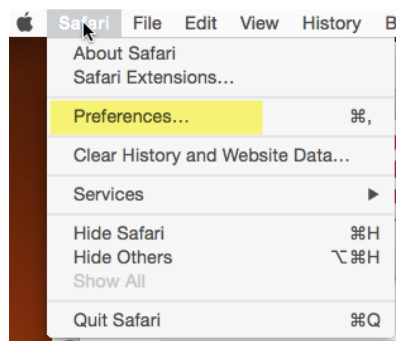 Safari File Edit View History B
About Safari
Safari Extensions...
Preferences... ⌘,
Clear History and Website Data...
Services ▶
Hide Safari ⌘H
Hide Others ⌥⌘H
Show All
Quit Safari ⌘Q